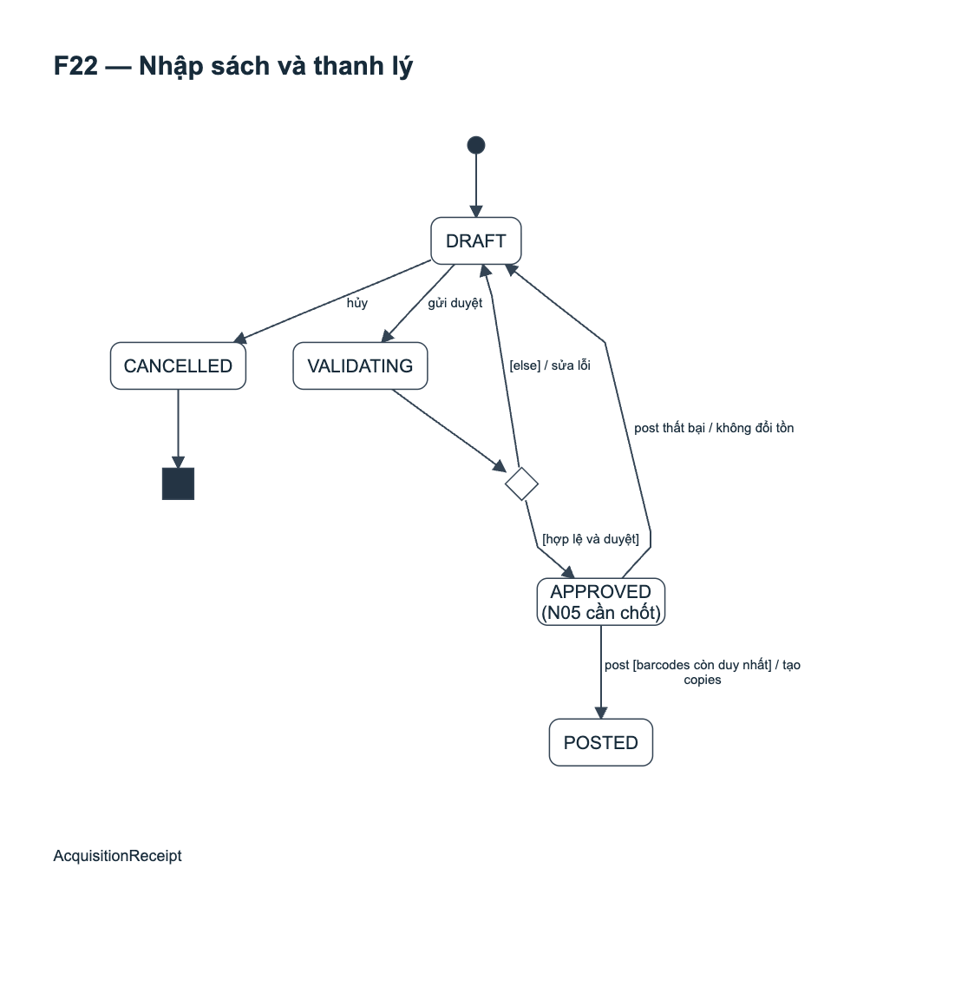 F22 — Nhập sách và thanh lý
DRAFT
hủy
gửi duyệt
CANCELLED
VALIDATING
[else] / sửa lỗi
post thất bại / không đổi tồn
[hợp lệ và duyệt]
APPROVED
(N05 cần chốt)
post [barcodes còn duy nhất] / tạo
copies
POSTED
AcquisitionReceipt